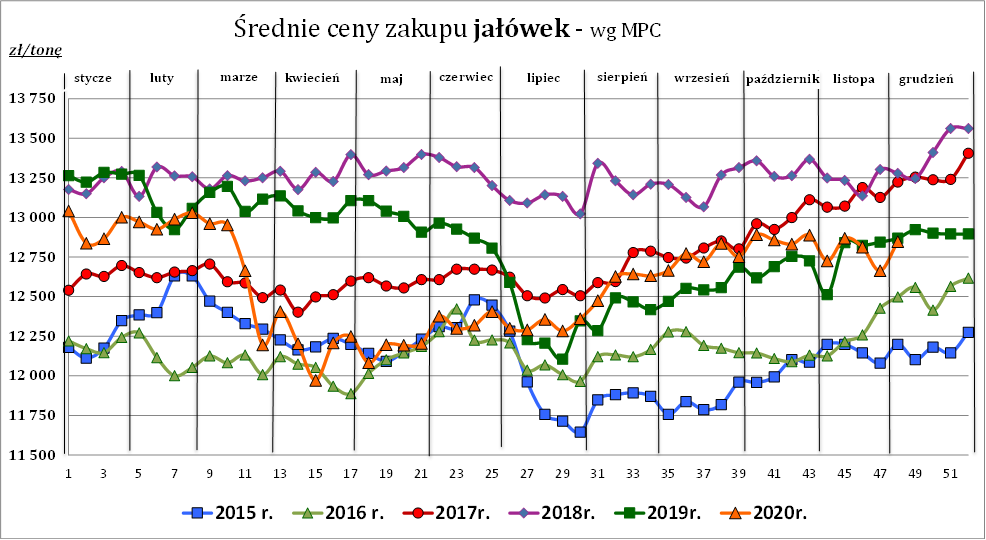 Średnie ceny zakupu jałówek - wg MPC
zł/tonę
stycze luty marze kwiecień maj czerwiec lipiec sierpień wrzesień październik listopa grudzień
13 750
13 500
13 250
13 000
12 750
12 500
12 250
12 000
11 750
11 500
1 3 5 7 9 11 13 15 17 19 21 23 25 27 29 31 33 35 37 39 41 43 45 47 49 51
2015 r. 2016 r. 2017r. 2018r. 2019r. 2020r.